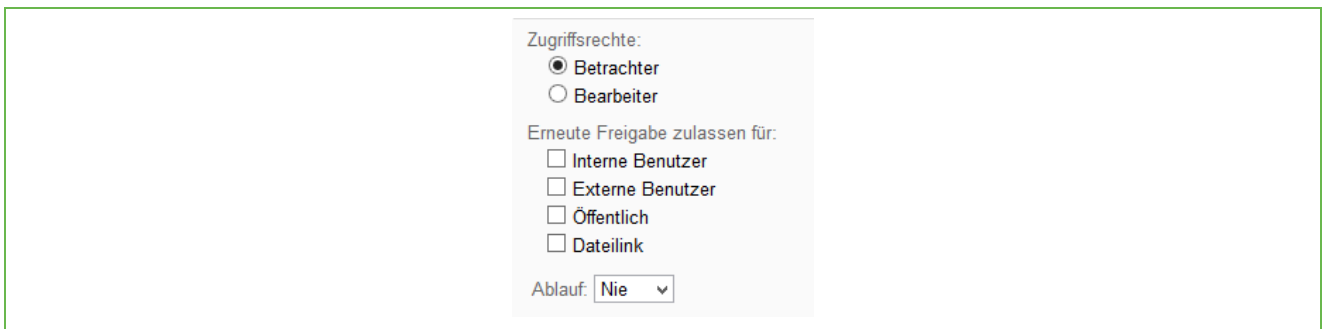 Zugriffsrechte:
Betrachter
Bearbeiter
Erneute Freigabe zulassen für:
Interne Benutzer
Externe Benutzer
Öffentlich
Dateilink
Ablauf: Nie